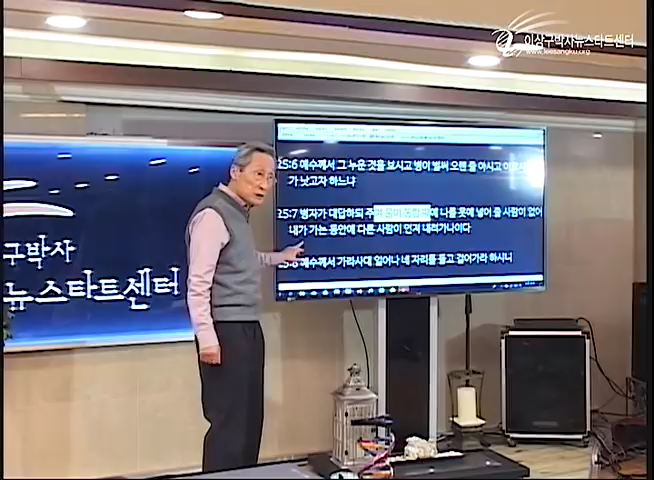 이상구박사뉴스타트센터
www.leesangku.org
25:6 예수께서 그 누운 것을 보시고 병이 벌써 오랜 줄 아시고
가 낫고자 하느냐
25:7 병자가 대답하되 주여 물이 동할 때에 나를 못에 넣어 줄 사람이 없어
내가 가는 동안에 다른 사람이 먼저 내려가나이다
예수께서 가라사대 일어나 네 자리를 들고 걸어가라 하시니
구박사
뉴스타트센터